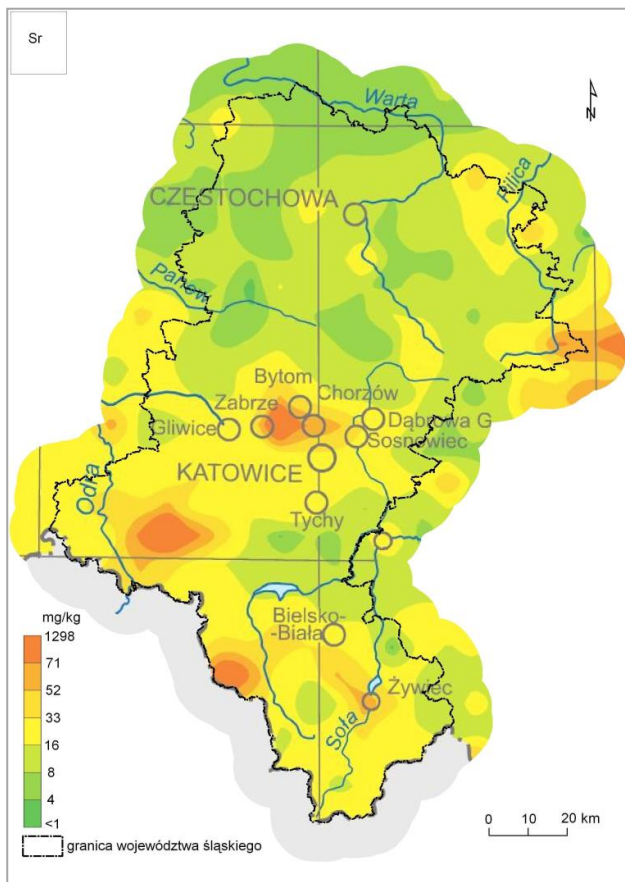 Sr
Warta
N
Pilica
CZĘSTOCHOWA
Panew
Bytom
Chorzów
Zabrze
Dąbrowa G
Gliwice
Sosnowiec
KATOWICE
Odra
Tychy
mg/kg
1298
71
52
33
16
8
4
<1
Bielsko-
-Biała
Żywiec
Soła
granica województwa śląskiego
0 10 20 km